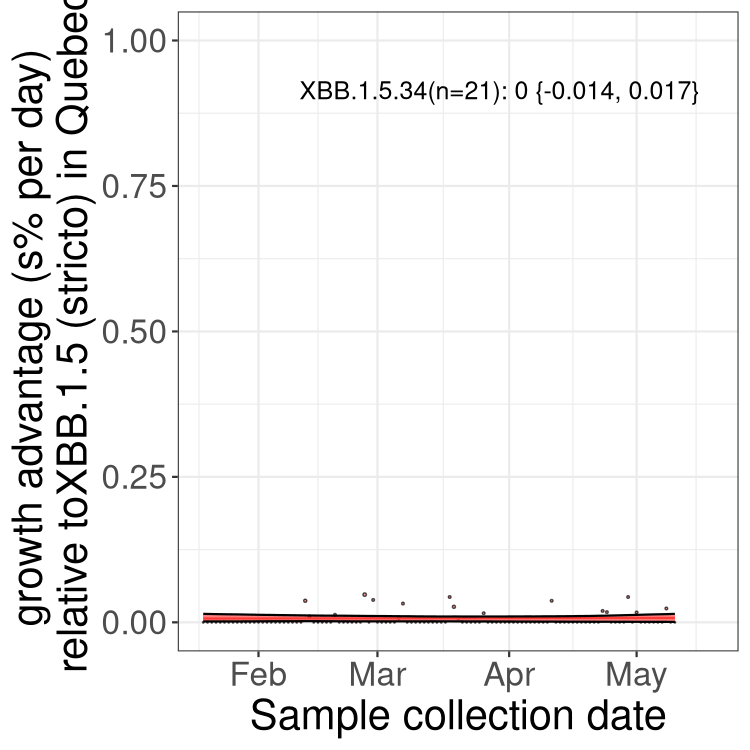 growth advantage (s% per day)
relative toXBB.1.5 (stricto) in Quebec
1.00
0.75
0.50
0.25
0.00
XBB.1.5.34(n=21): 0 {-0.014, 0.017}
Feb
Mar
Apr
May
Sample collection date